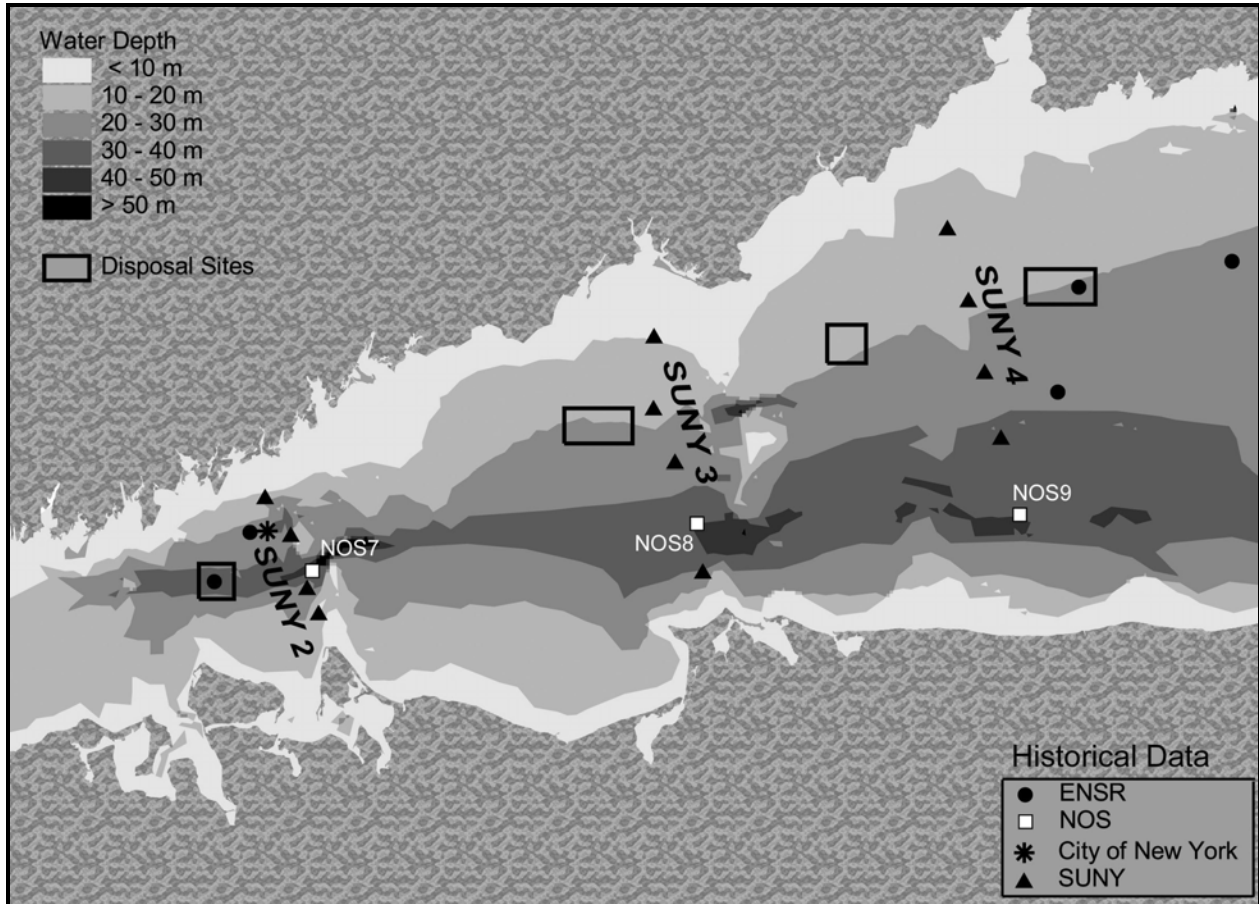 Water Depth
< 10 m
10 - 20 m
20 - 30 m
30 - 40 m
40 - 50 m
> 50 m
Disposal Sites
SUNY 4
SUNY 3
NOS9
NOS8
NOS7
SUNY 2
Historical Data
ENSR
NOS
City of New York
SUNY